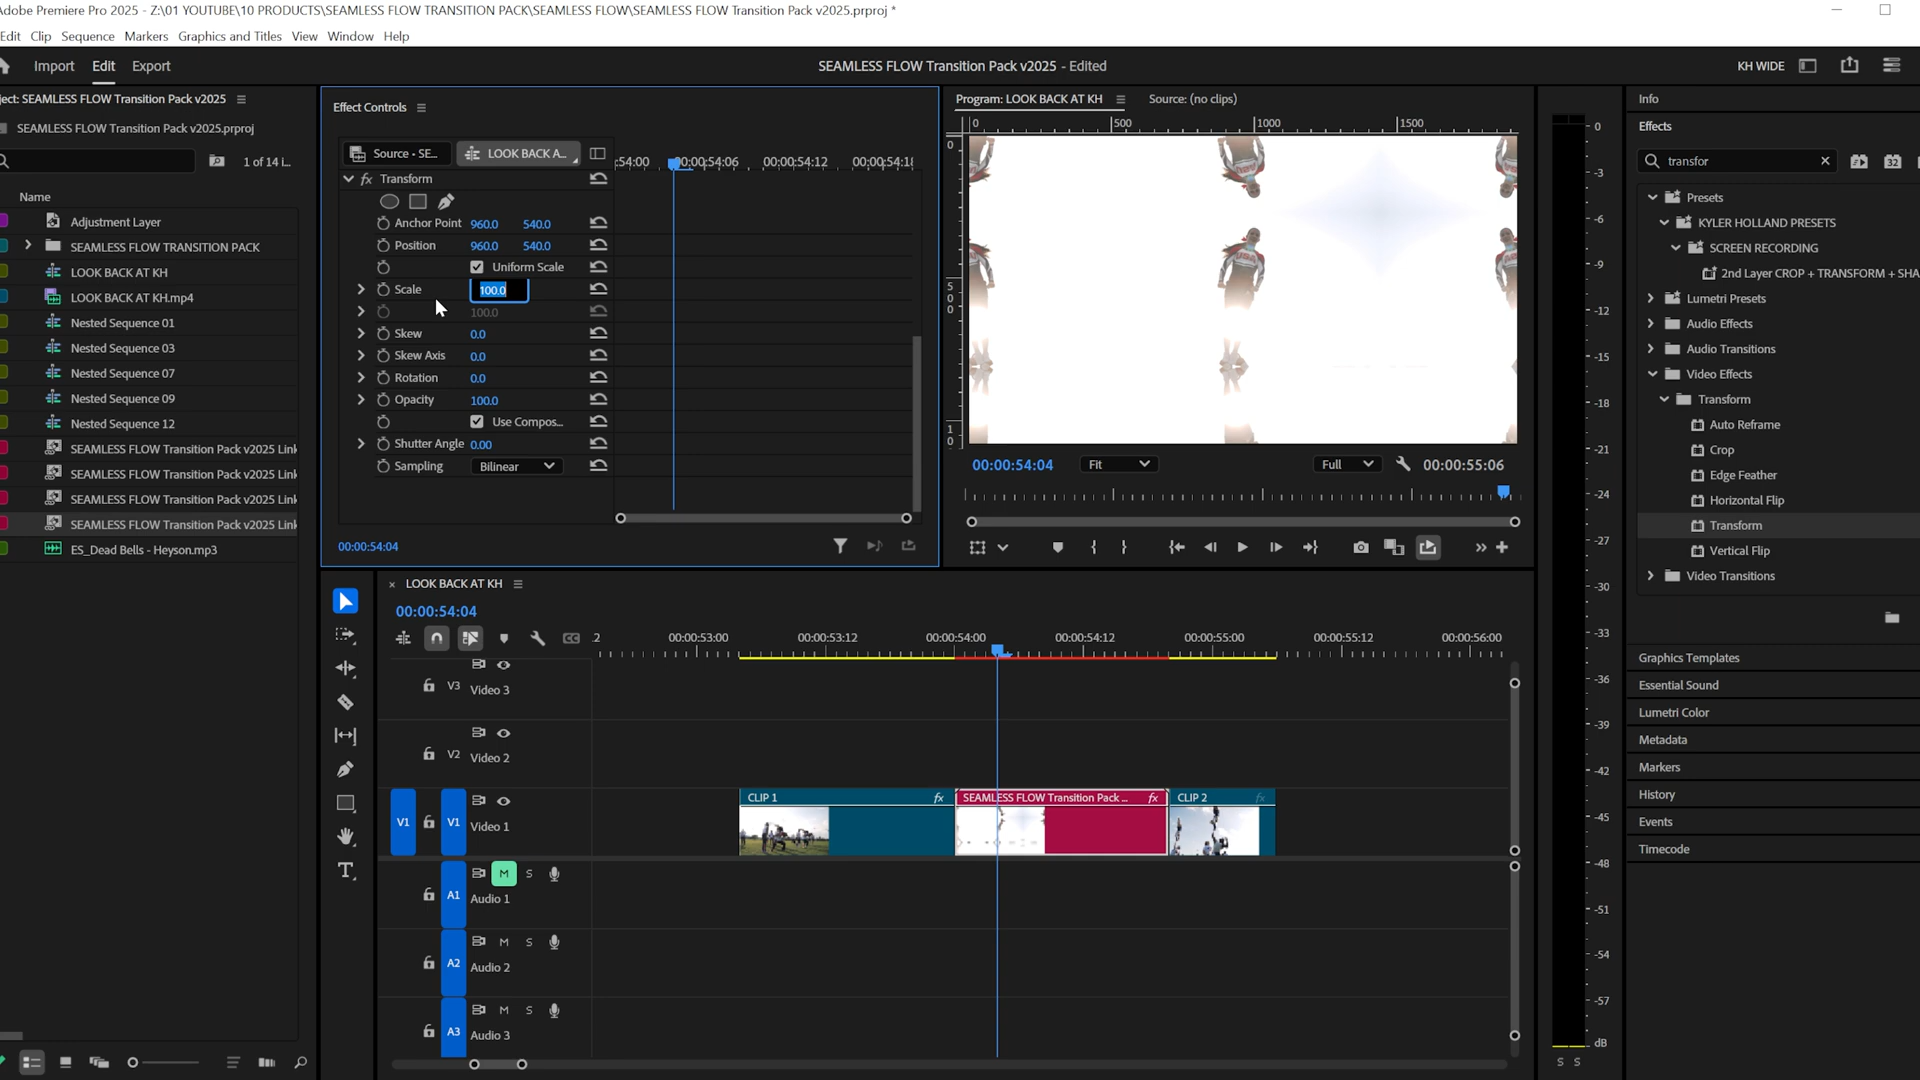 Adobe Premiere Pro 2025 - Z:\01 YOUTUBE\10 PRODUCTS\SEAMLESS FLOW TRANSITION PACK\SEAMLESS FLOW\SEAMLESS FLOW Transition Pack v2025.prproj *
Edit Clip Sequence Markers Graphics and Titles View Window Help
Import Edit Export
SEAMLESS FLOW Transition Pack v2025 - Edited
KH WIDE
ject: SEAMLESS FLOW Transition Pack v2025
SEAMLESS FLOW Transition Pack v2025.prproj
1 of 14 i...
Name
Adjustment Layer
SEAMLESS FLOW TRANSITION PACK
LOOK BACK AT KH
LOOK BACK AT KH.mp4
Nested Sequence 01
Nested Sequence 03
Nested Sequence 07
Nested Sequence 09
Nested Sequence 12
SEAMLESS FLOW Transition Pack v2025 Link
SEAMLESS FLOW Transition Pack v2025 Link
SEAMLESS FLOW Transition Pack v2025 Link
SEAMLESS FLOW Transition Pack v2025 Link
ES_Dead Bells - Heyson.mp3
Effect Controls
Source • SE...
LOOK BACK A...
:54:00 00:00:54:06 00:00:54:12 00:00:54:18
fx Transform
Anchor Point 960.0 540.0
Position 960.0 540.0
Uniform Scale
Scale 100.0
100.0
Skew 0.0
Skew Axis 0.0
Rotation 0.0
Opacity 100.0
Use Compos...
Shutter Angle 0.00
Sampling Bilinear
00:00:54:04
Program: LOOK BACK AT KH
Source: (no clips)
0 500 1000 1500
0
5 0 0
1 0
USA
00:00:54:04 Fit Full 00:00:55:06
LOOK BACK AT KH
00:00:54:04
:2 00:00:53:00 00:00:53:12 00:00:54:00 00:00:54:12 00:00:55:00 00:00:55:12 00:00:56:00
V3 Video 3
V2 Video 2
V1 V1 Video 1
CLIP 1 fx
SEAMLESS FLOW Transition Pack ... fx
CLIP 2 fx
A1 M S Audio 1
A2 M S Audio 2
A3 M S Audio 3
0
-3
-6
-9
-12
-15
-18
-21
-24
-27
-30
-33
-36
-39
-42
-45
-48
-51
-54
-57
dB
S S
Info
Effects
transfor
32
Presets
KYLER HOLLAND PRESETS
SCREEN RECORDING
2nd Layer CROP + TRANSFORM + SHA
Lumetri Presets
Audio Effects
Audio Transitions
Video Effects
Transform
Auto Reframe
Crop
Edge Feather
Horizontal Flip
Transform
Vertical Flip
Video Transitions
Graphics Templates
Essential Sound
Lumetri Color
Metadata
Markers
History
Events
Timecode